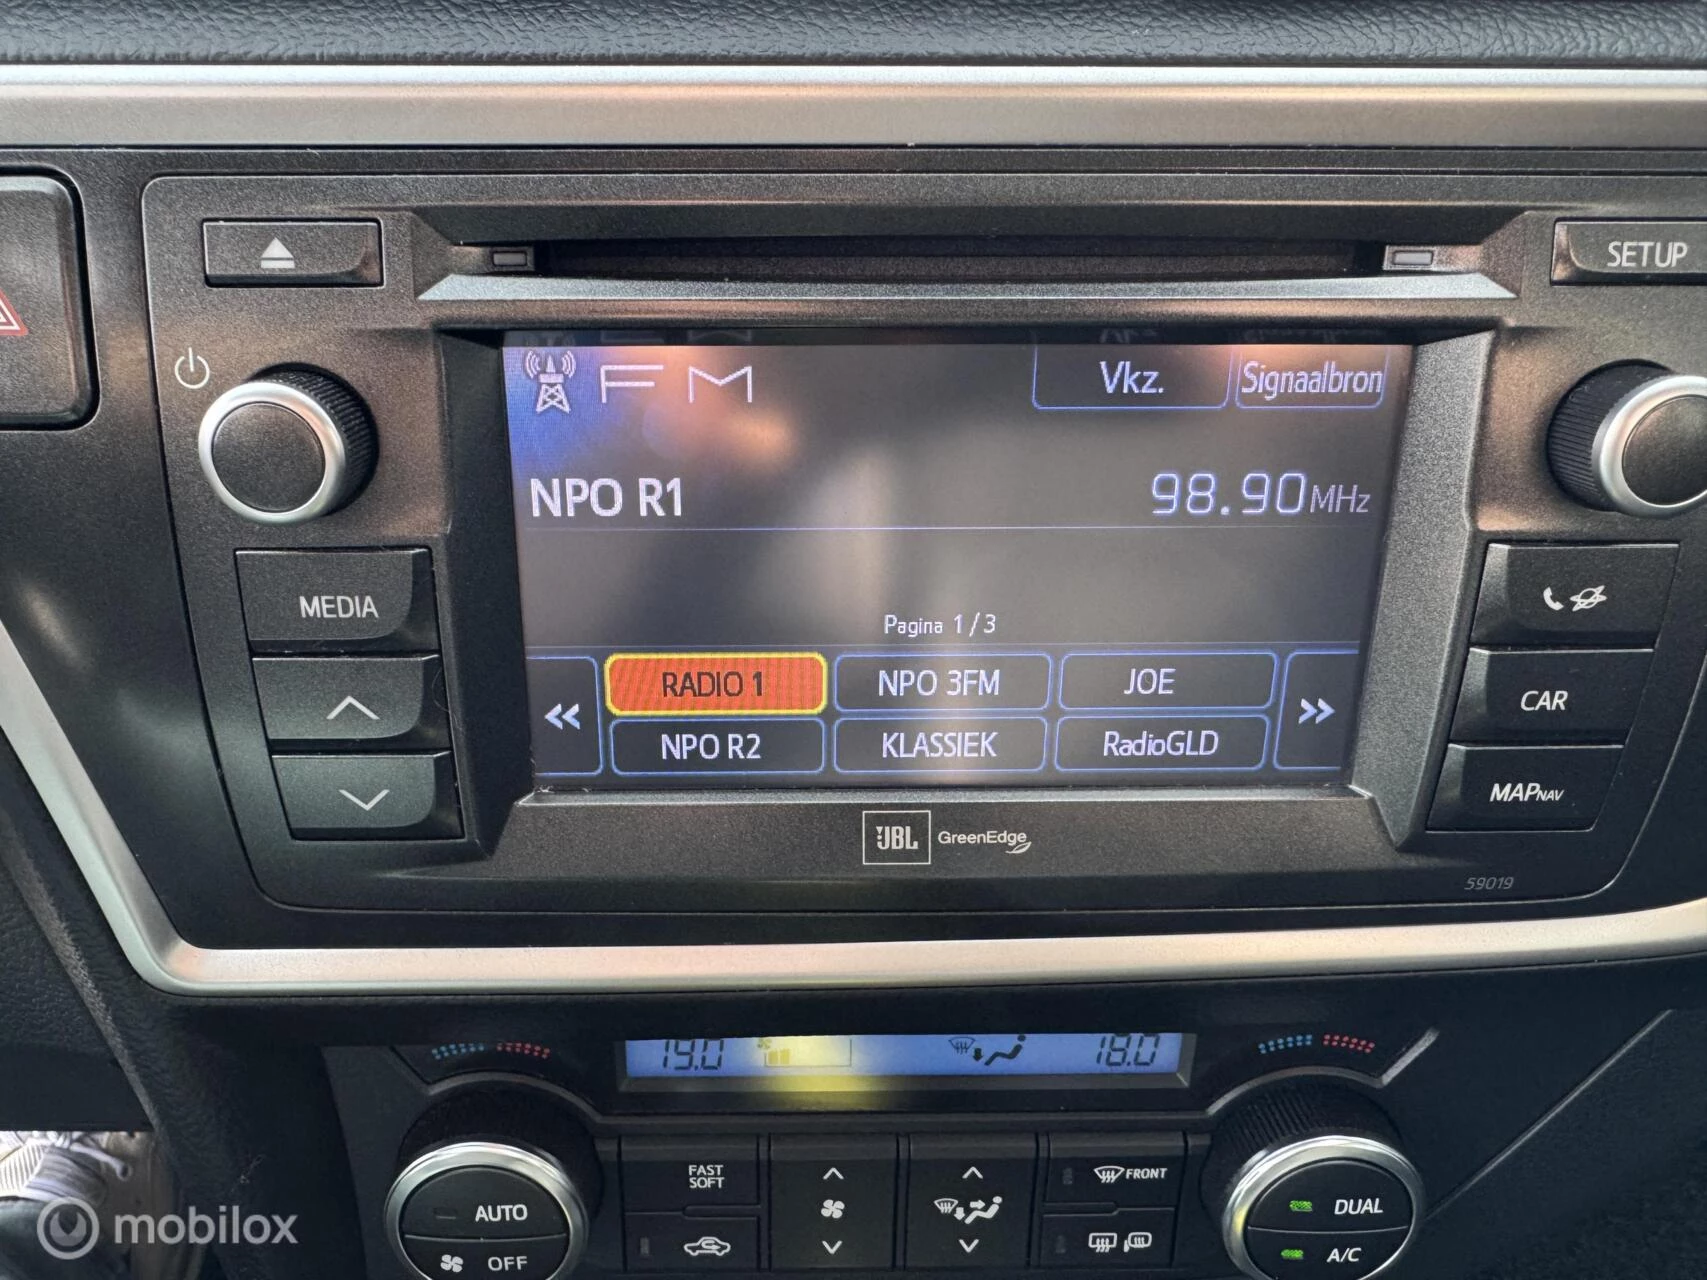 SETUP
FM
Vkz.
Signaalbron
NPO R1
98.90MHz
MEDIA
Pagina 1/3
RADIO 1
NPO 3FM
JOE
CAR
NPO R2
KLASSIEK
RadioGLD
MAPNAV
JBL GreenEdge
59019
19.0
18.0
FAST
SOFT
FRONT
AUTO
DUAL
OFF
A/C
mobilox